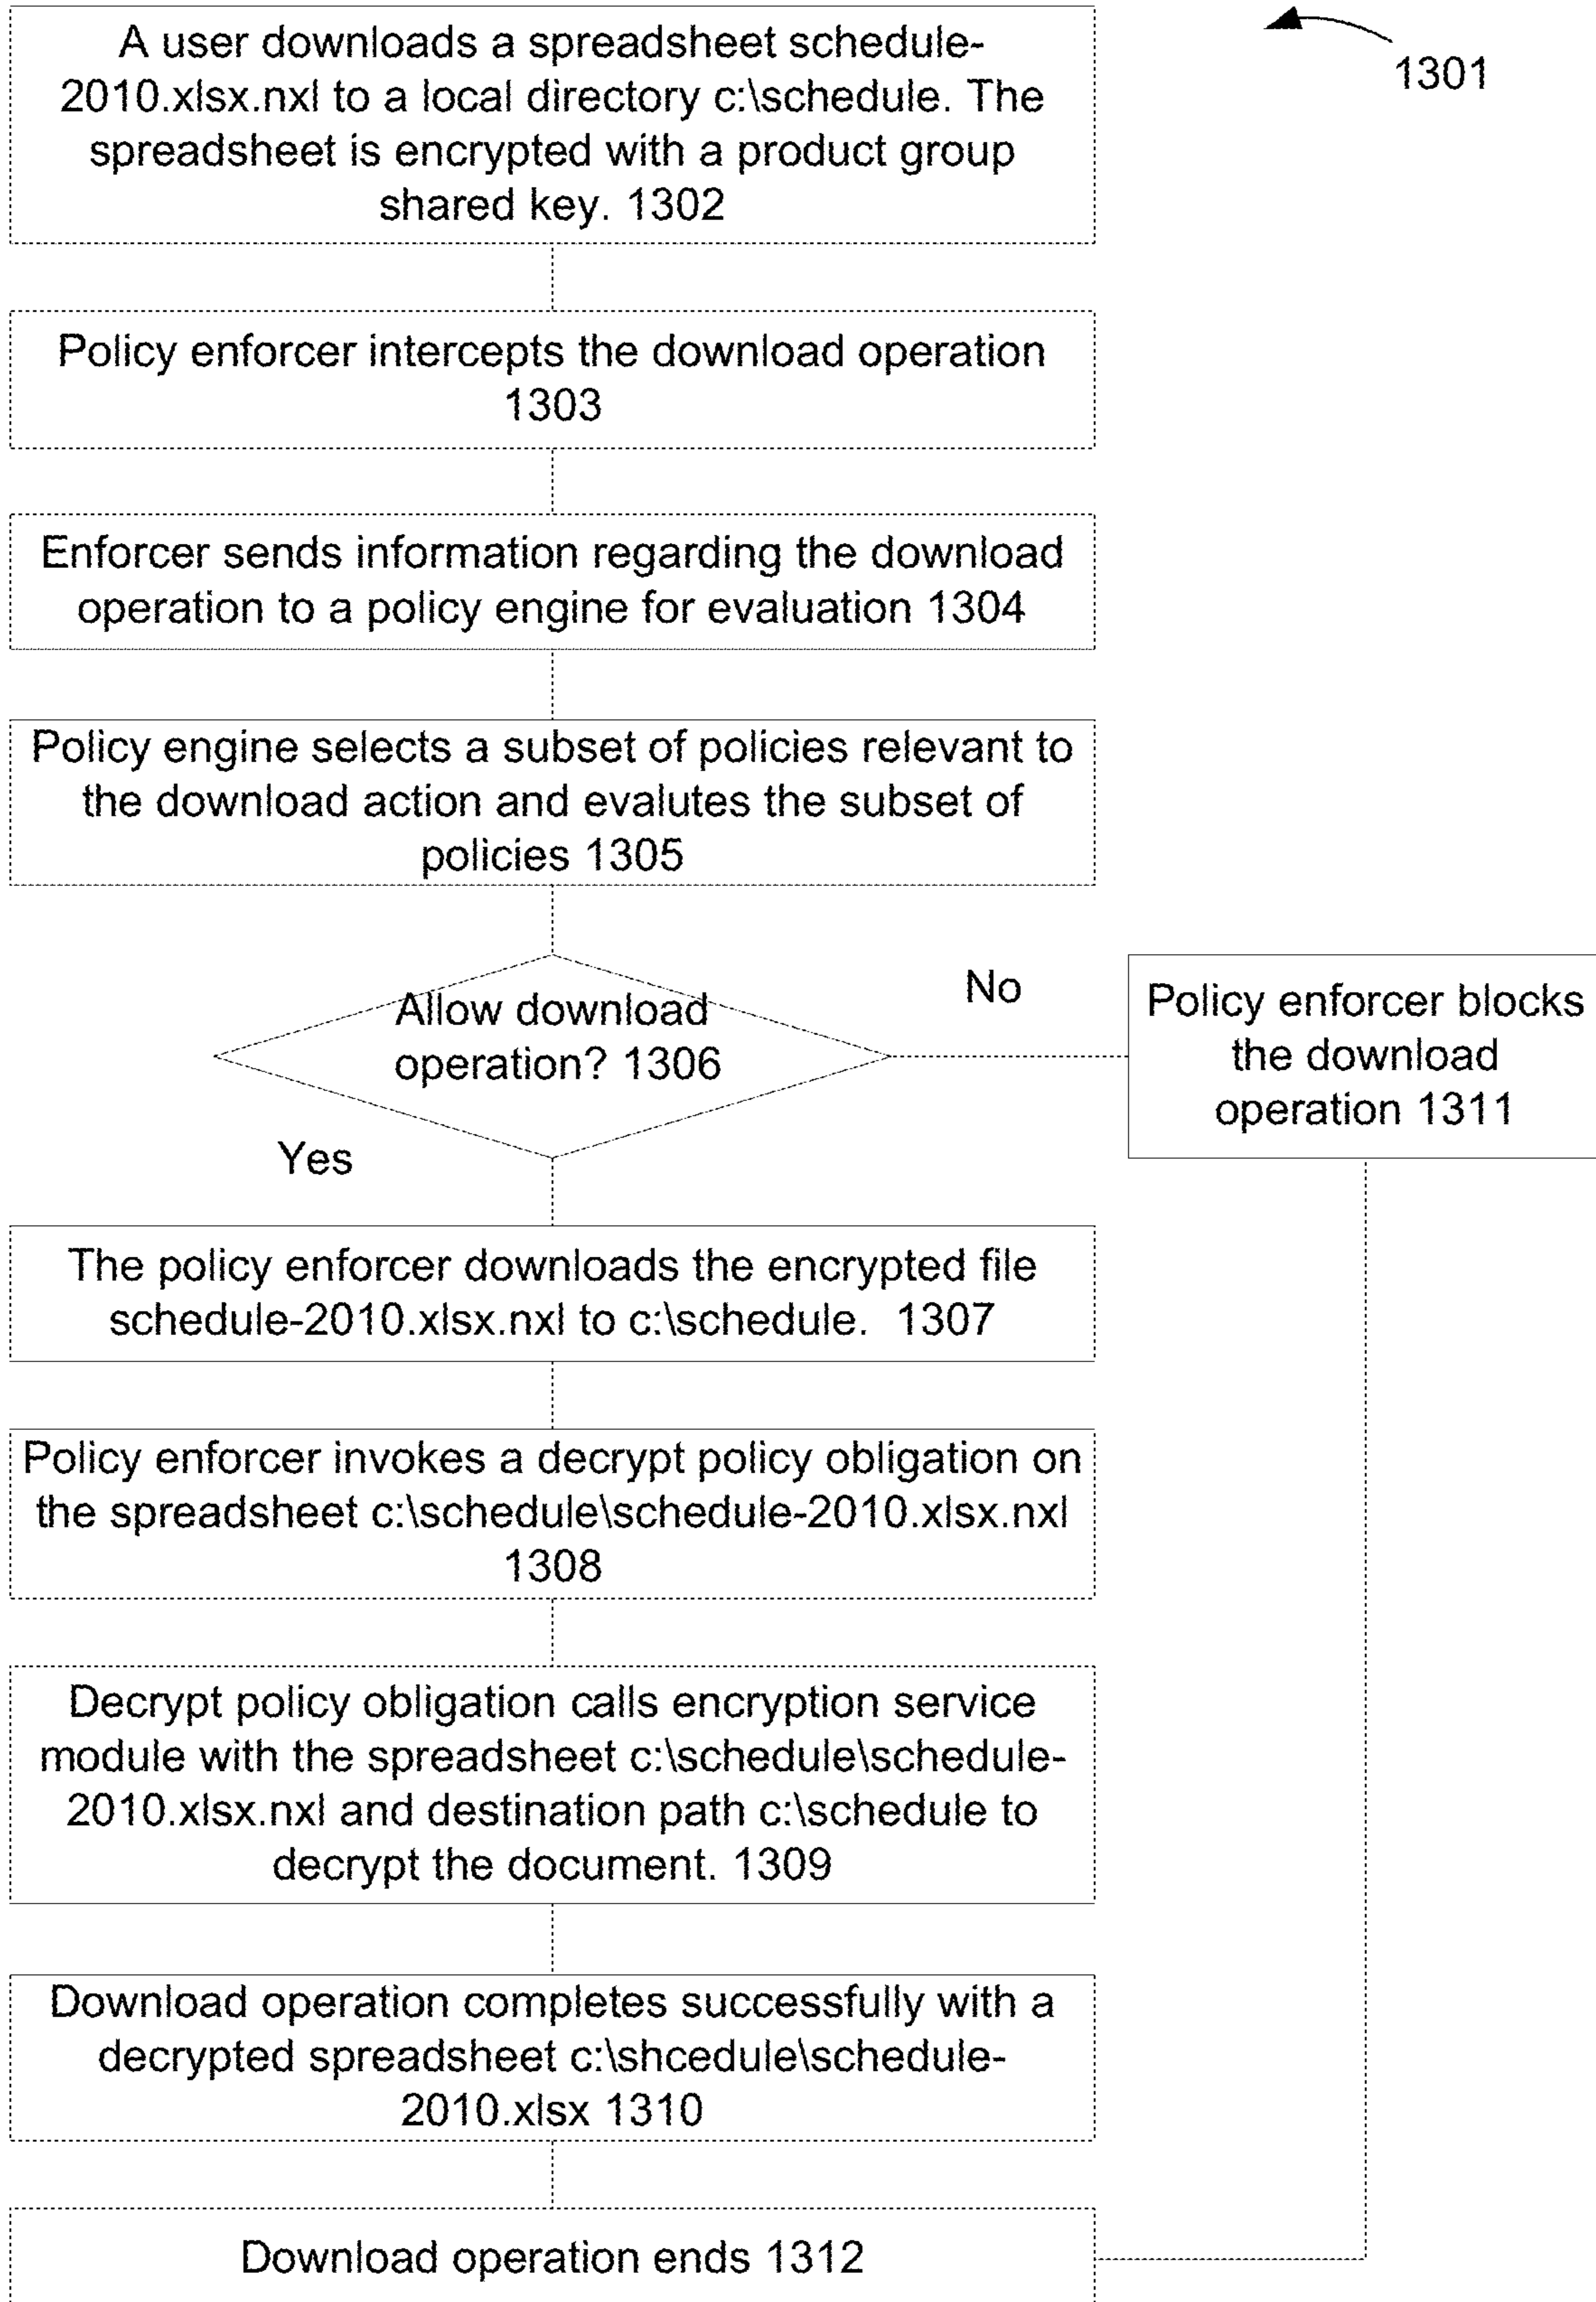 A user downloads a spreadsheet schedule-
2010.xlsx.nxl to a local directory c:\schedule. The
spreadsheet is encrypted with a product group
shared key. 1302
1301
Policy enforcer intercepts the download operation
1303
Enforcer sends information regarding the download
operation to a policy engine for evaluation 1304
Policy engine selects a subset of policies relevant to
the download action and evalutes the subset of
policies 1305
Allow download
operation? 1306
No
Policy enforcer blocks
the download
operation 1311
Yes
The policy enforcer downloads the encrypted file
schedule-2010.xlsx.nxl to c:\schedule. 1307
Policy enforcer invokes a decrypt policy obligation on
the spreadsheet c:\schedule\schedule-2010.xlsx.nxl
1308
Decrypt policy obligation calls encryption service
module with the spreadsheet c:\schedule\schedule-
2010.xlsx.nxl and destination path c:\schedule to
decrypt the document. 1309
Download operation completes successfully with a
decrypted spreadsheet c:\shcedule\schedule-
2010.xlsx 1310
Download operation ends 1312